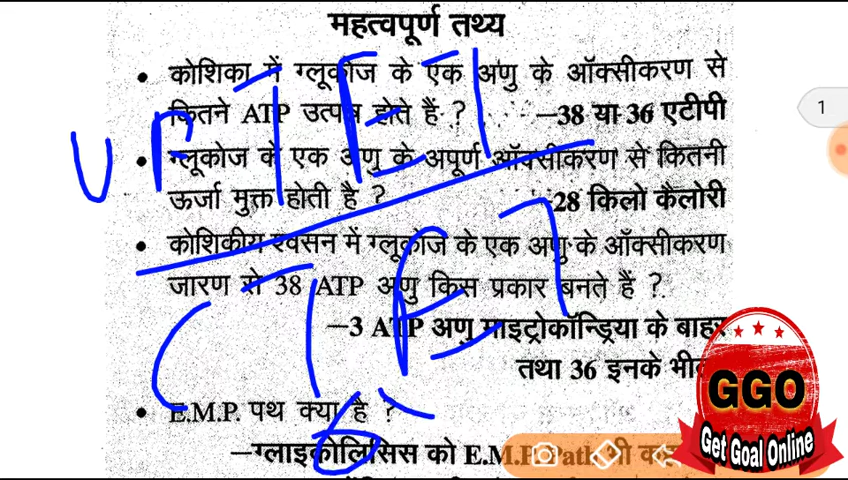 महत्वपूर्ण तथ्य
• कोशिका में ग्लूकोज के एक अणु के ऑक्सीकरण से
कितने ATP उत्पन्न होते हैं ? –38 या 36 एटीपी
1
• ग्लूकोज के एक अणु के अपूर्ण ऑक्सीकरण से कितनी
ऊर्जा मुक्त होती है ? –28 किलो कैलोरी
• कोशिकीय श्वसन में ग्लूकोज के एक अणु के ऑक्सीकरण
जारण से 38 ATP अणु किस प्रकार बनते हैं ?
–3 ATP अणु माइट्रोकॉन्ड्रिया के बाहर
तथा 36 इनके
• E.M.P. पथ क्या है ?
–ग्लाइकोलिसिस को E.M.P. Path भी
GGO
Get Goal Online